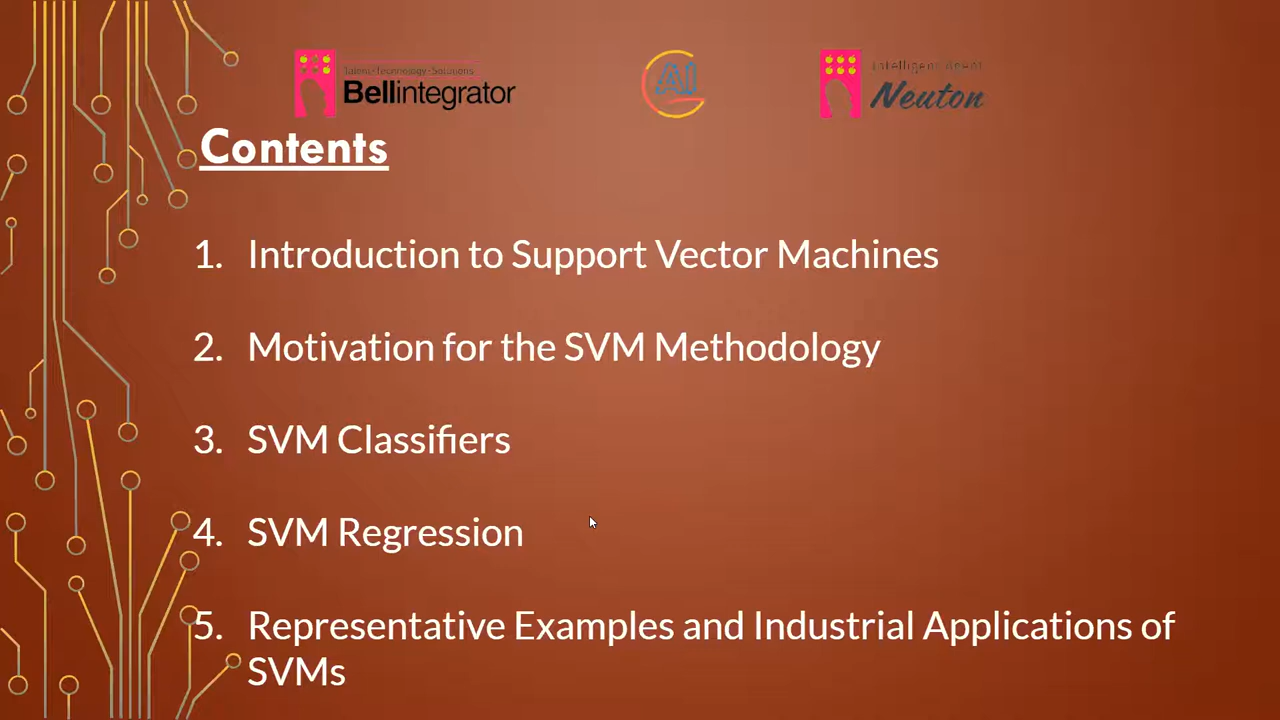 Talent·Technology·Solutions
Bellintegrator
AI
Intelligent Agent
Neuton
Contents
1. Introduction to Support Vector Machines
2. Motivation for the SVM Methodology
3. SVM Classifiers
4. SVM Regression
5. Representative Examples and Industrial Applications of
SVMs